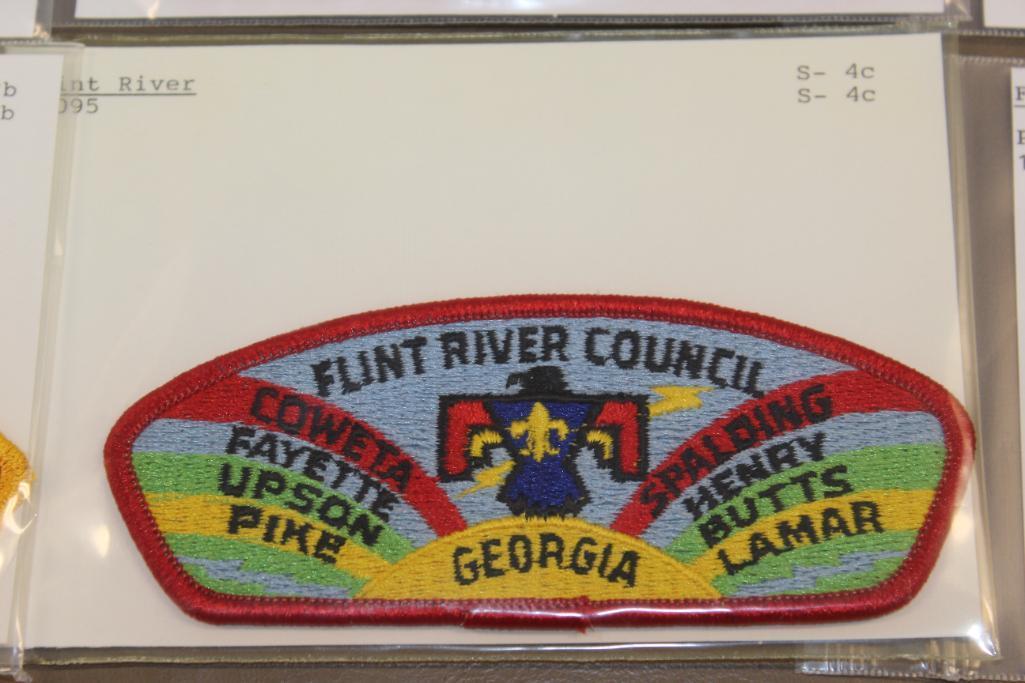 int River
095
S- 4c
S- 4c
FLINT RIVER COUNCIL
COWETA
FAYETTE
UPSON
PIKE
SPALDING
HENRY
BUTTS
LAMAR
GEORGIA